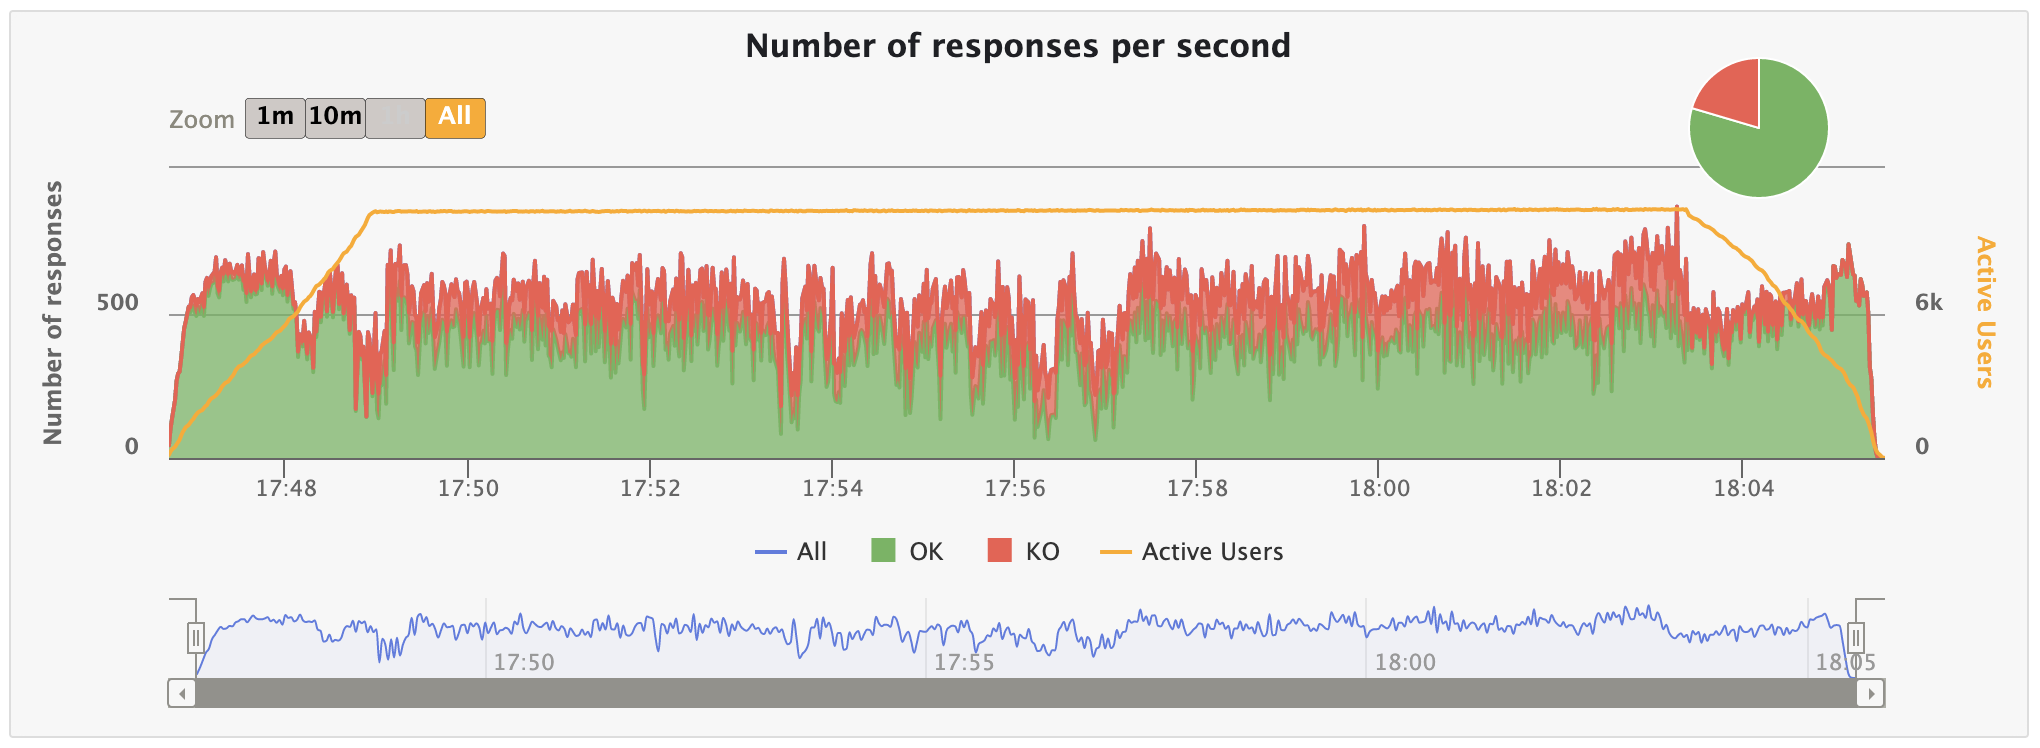 Number of responses per second
Zoom 1m 10m All
Number of responses
500
0
6k
0
Active Users
17:48 17:50 17:52 17:54 17:56 17:58 18:00 18:02 18:04
All OK KO Active Users
17:50 17:55 18:00 18:05